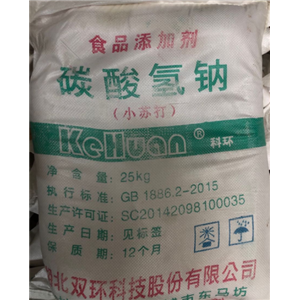 食品添加剂
碳酸氢钠
(小苏打)
KeHuan® 科环
净含量: 25kg
执行标准: GB 1886.2-2015
生产许可证: SC20142098100035
生产日期: 见标签
保质期: 12个月
北双环科技股份有限公司